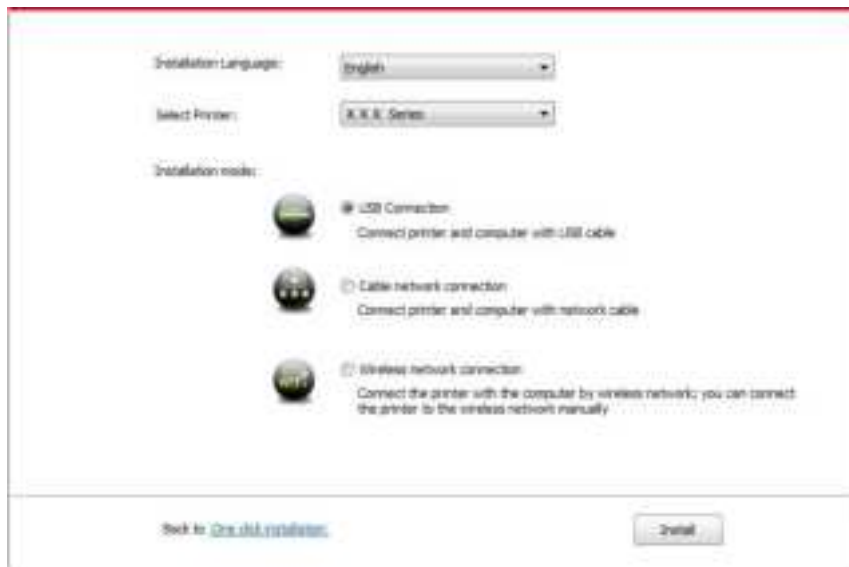 Installation Language:
English
Select Printer:
X X X Series
Installation mode:
USB Connection
Connect printer and computer with USB cable
Cable network connection
Connect printer and computer with network cable
Wireless network connection
Connect the printer with the computer by wireless network; you can connect
the printer to the wireless network manually
Back to One click installation.
Install